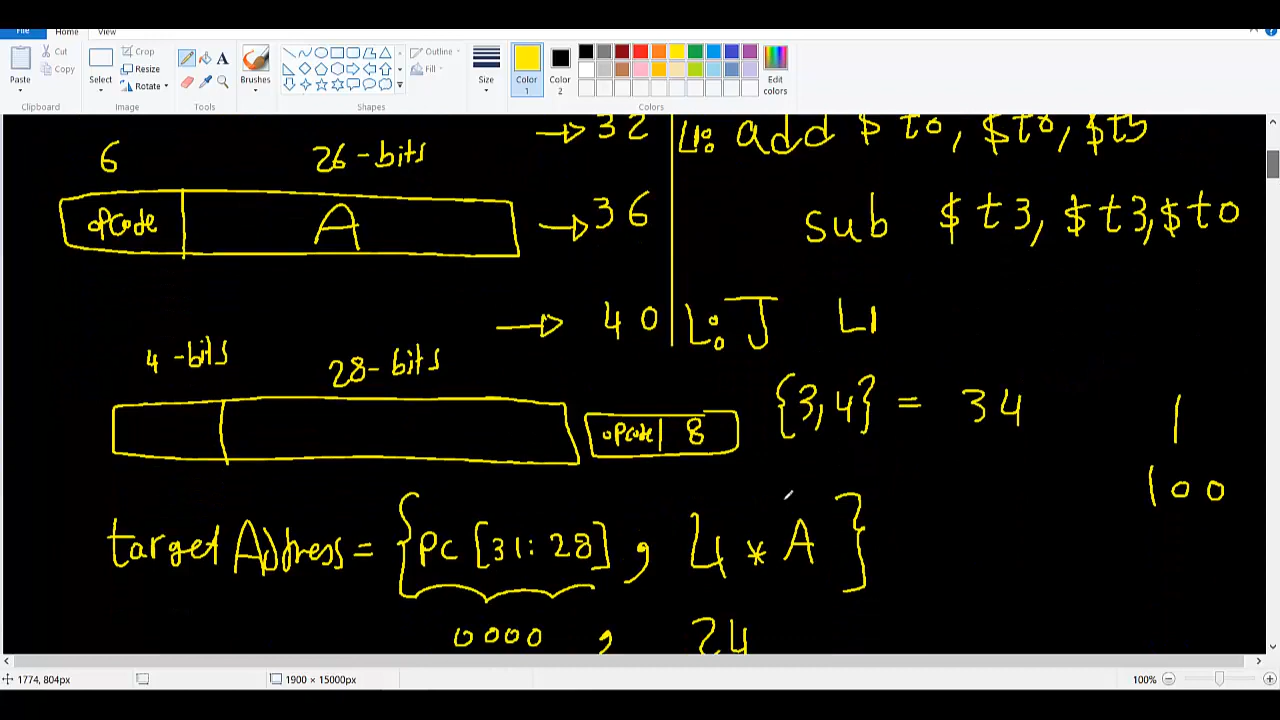 File Home View
Paste Cut Copy Clipboard
Select Crop Resize Rotate Image
A Tools
Brushes
Outline Fill Shapes
Size
Color 1 Color 2 Edit colors Colors
→ 32 L1: add $t0, $t0, $t5
6 26-bits
opcode A → 36 sub $t3, $t3, $t0
→ 40 L: J L1
4-bits 28-bits
{3,4} = 34 1
opcode 8
100
target Address = {PC [31:28] , 4 * A}
0000 , 24
1774, 804px 1900 × 15000px 100%